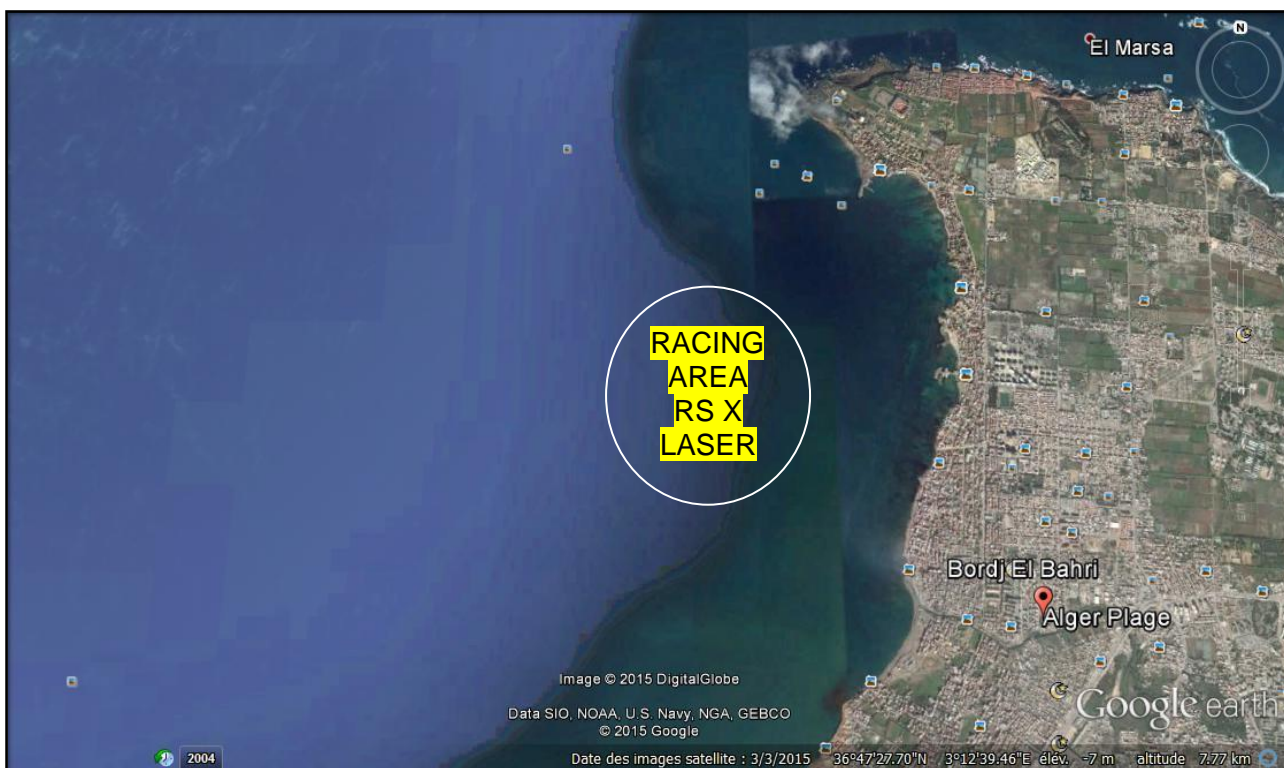 N
El Marsa
RACING
AREA
RS X
LASER
Bordj El Bahri
Alger Plage
Image © 2015 DigitalGlobe
Data SIO, NOAA, U.S. Navy, NGA, GEBCO
© 2015 Google
Google earth
2004
Date des images satellite : 3/3/2015 36°47'27.70"N 3°12'39.46"E élév. -7 m altitude 7.77 km